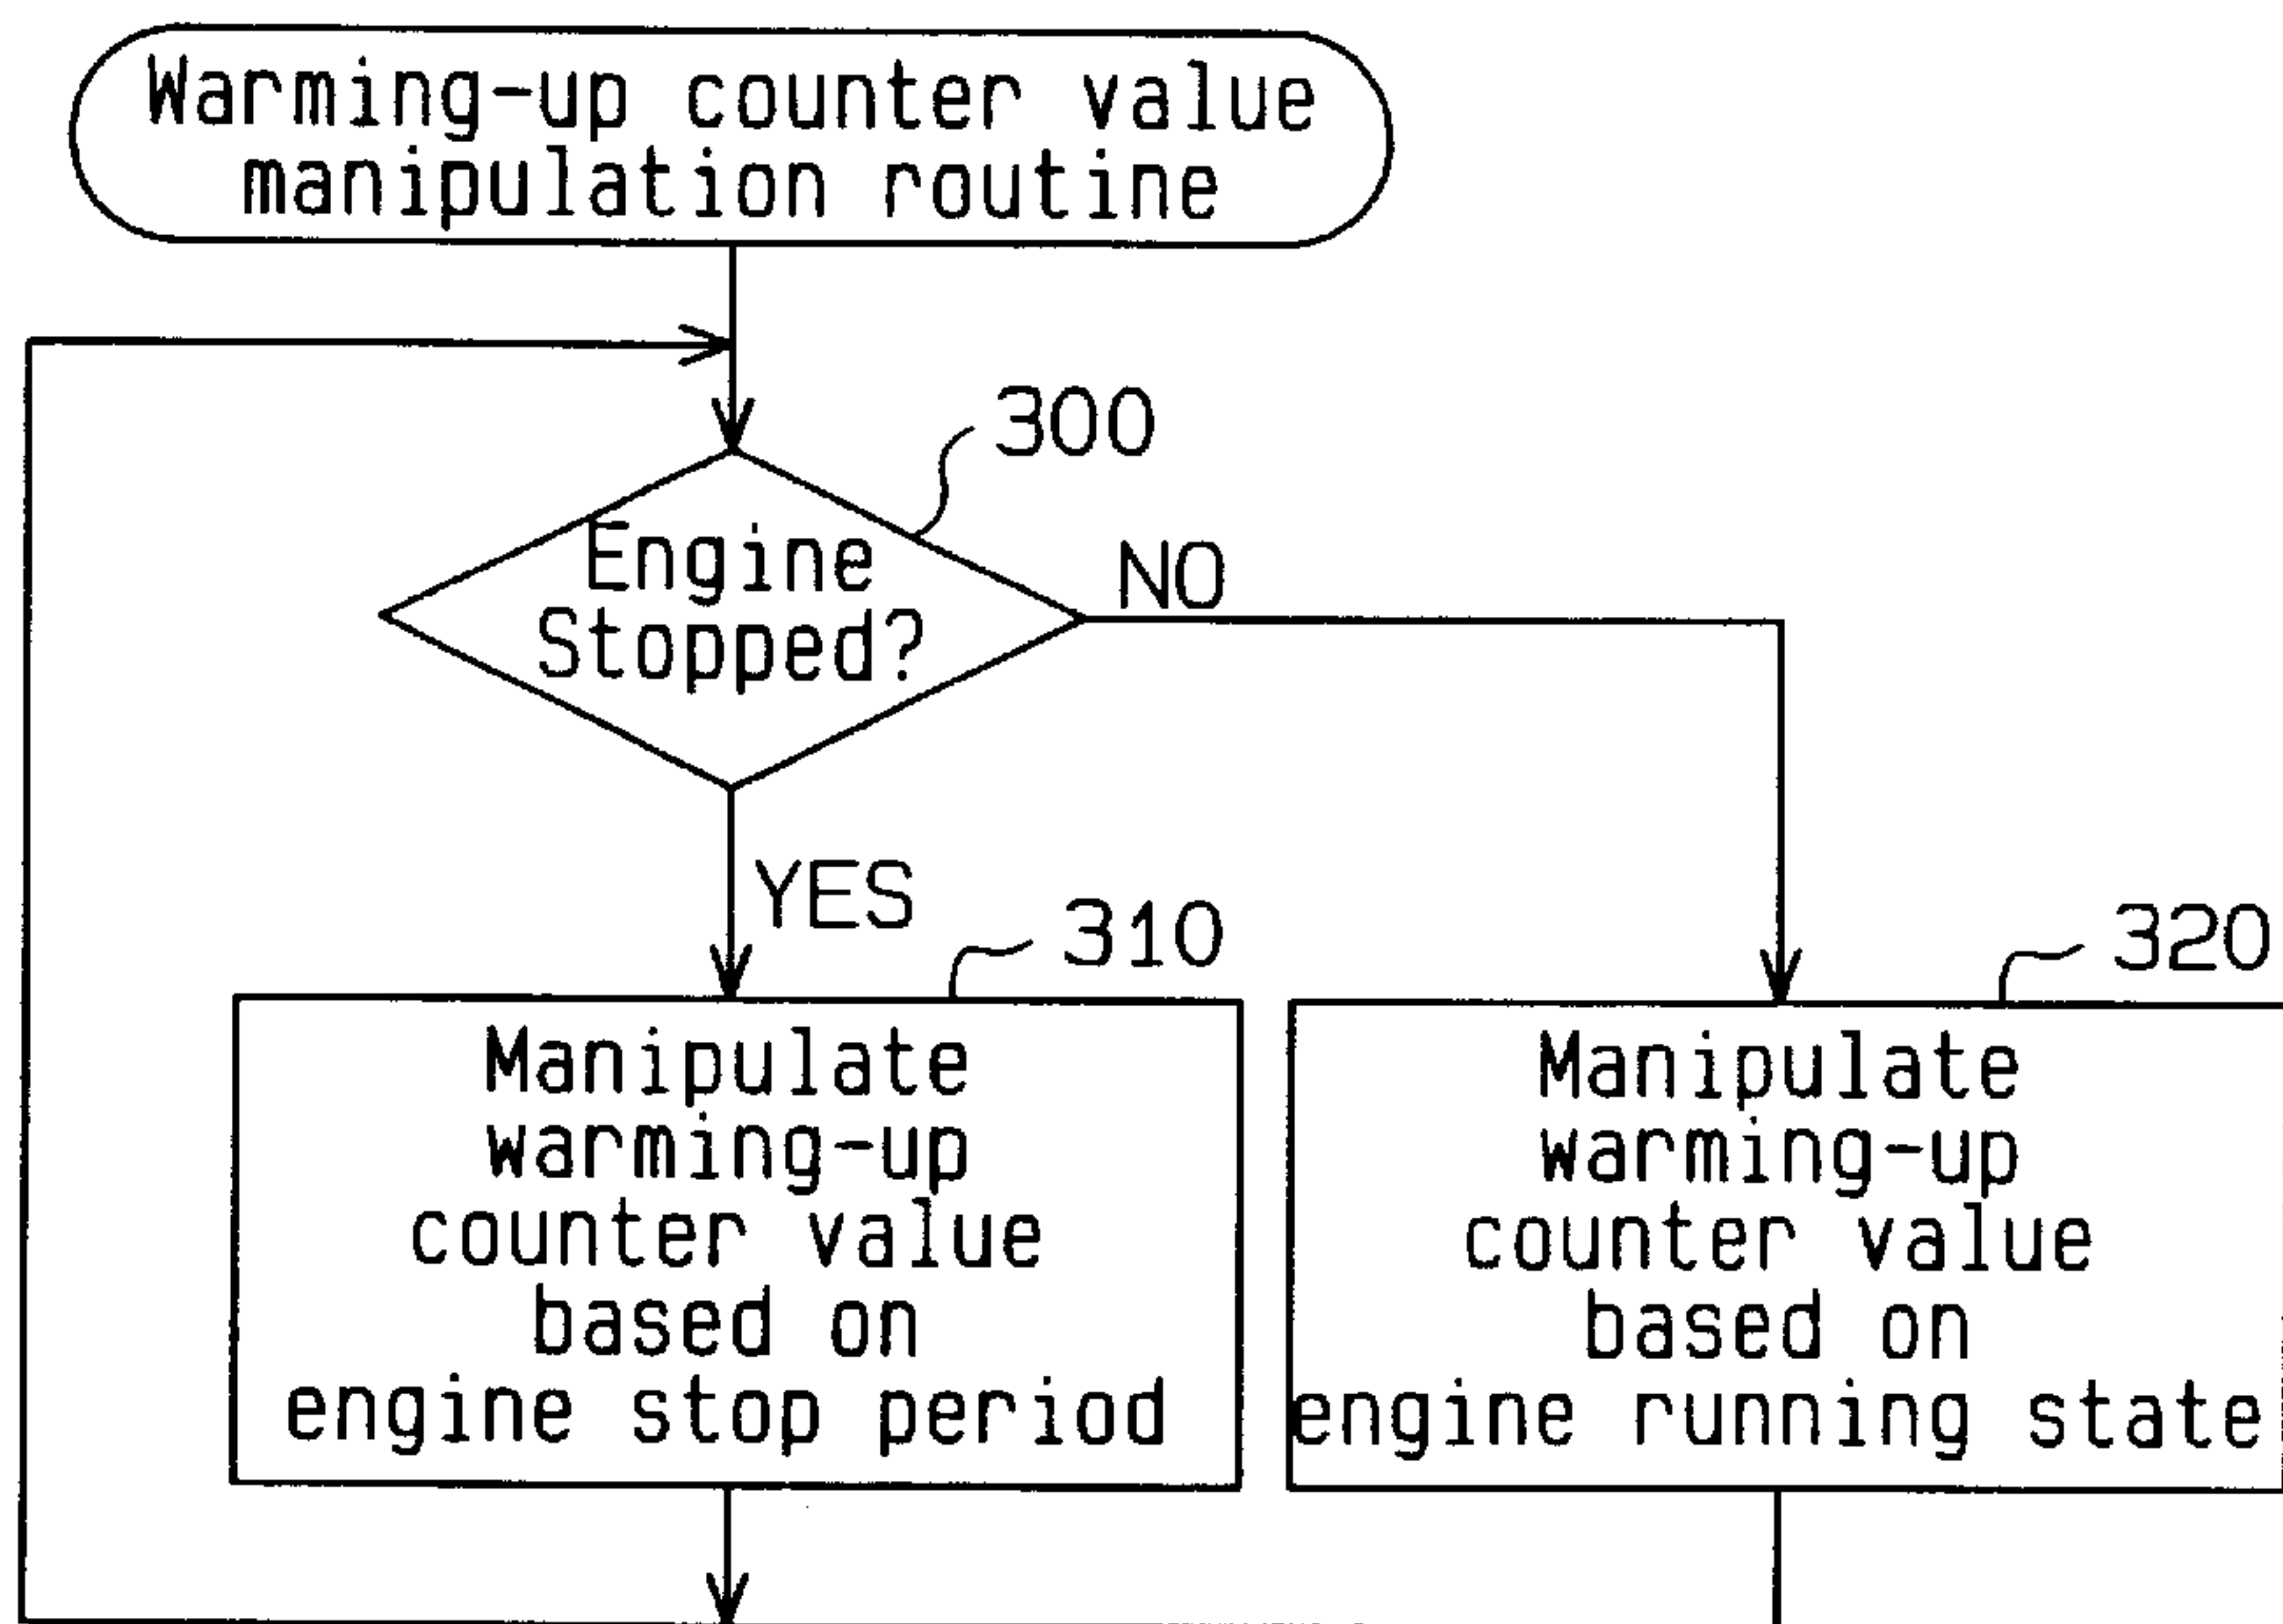 Warming-up counter value
manipulation routine
300
Engine
Stopped?
NO
YES
310
320
Manipulate
warming-up
counter value
based on
engine stop period
Manipulate
warming-up
counter value
based on
engine running state